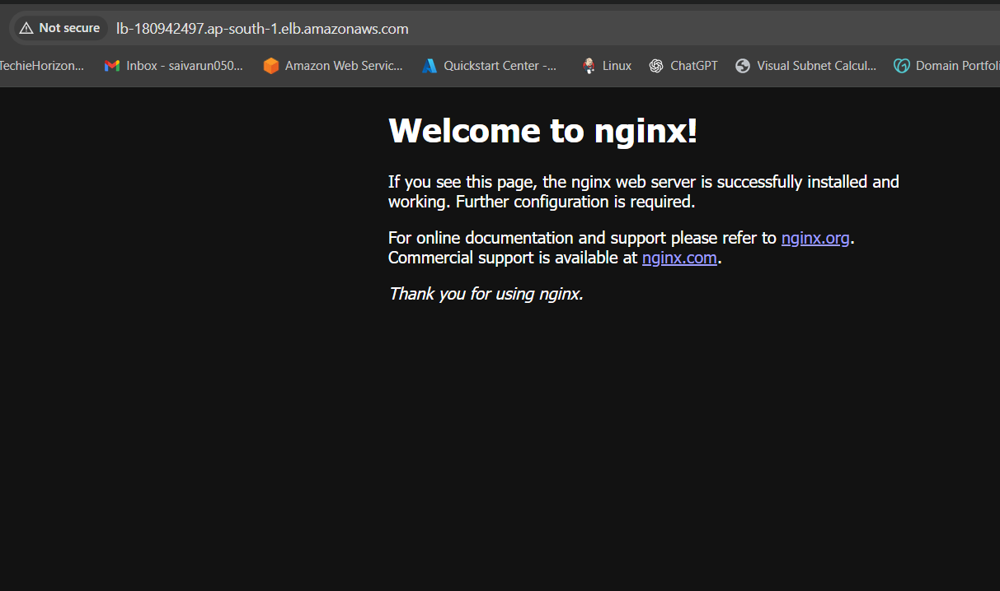 Not secure lb-180942497.ap-south-1.elb.amazonaws.com
TechieHorizon... Inbox - saivarun050... Amazon Web Servic... Quickstart Center -... Linux ChatGPT Visual Subnet Calcul... Domain Portfoli
Welcome to nginx!
If you see this page, the nginx web server is successfully installed and
working. Further configuration is required.
For online documentation and support please refer to nginx.org.
Commercial support is available at nginx.com.
Thank you for using nginx.